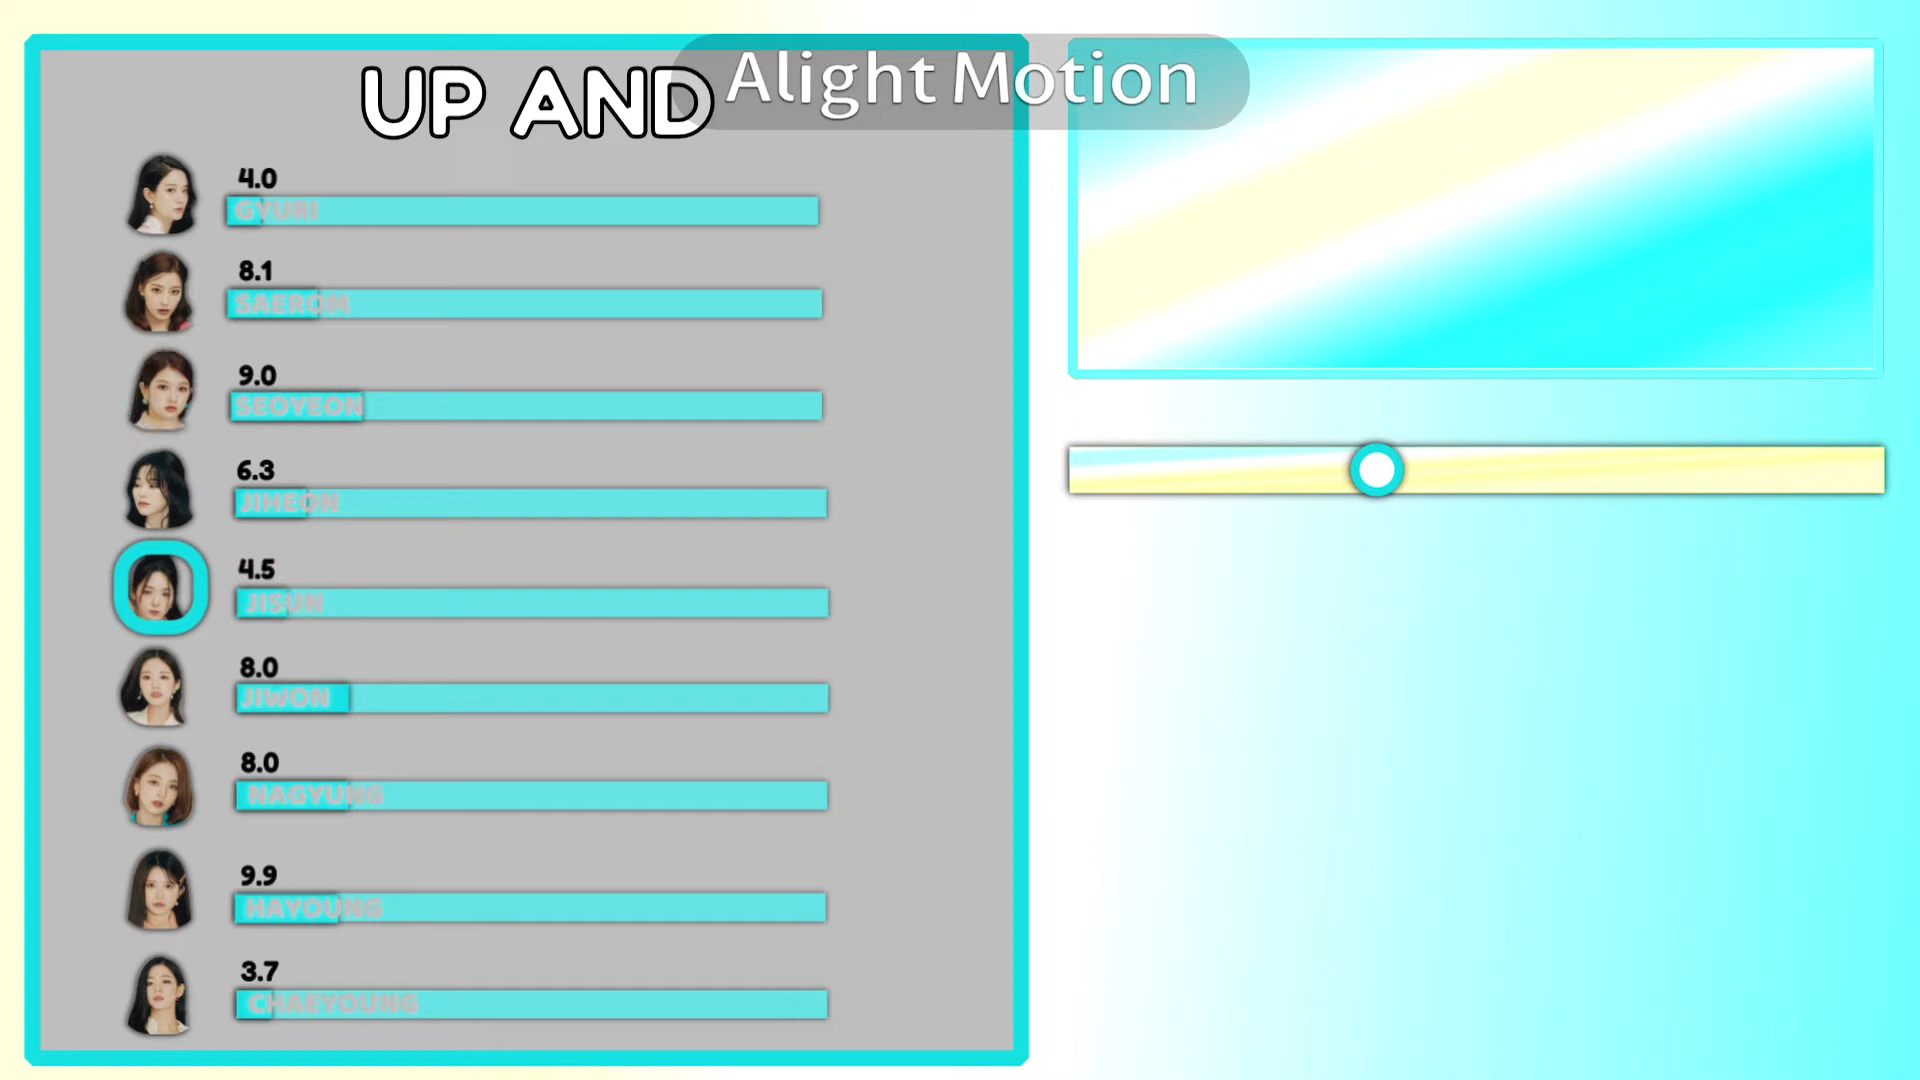 UP AND
Alight Motion
4.0
GYURI
8.1
SAEROM
9.0
SEOYEON
6.3
JIHEON
4.5
JISUN
8.0
JIWON
8.0
NAGYUNG
9.9
HAYOUNG
3.7
CHAEYOUNG